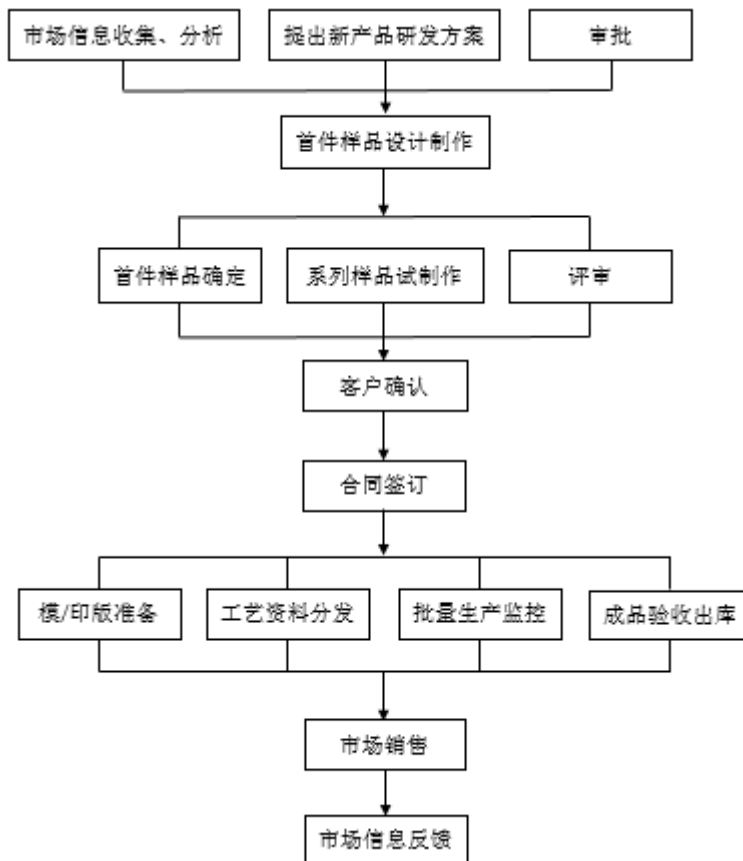 市场信息收集、分析
提出新产品研发方案
审批
首件样品设计制作
首件样品确定
系列样品试制作
评审
客户确认
合同签订
模/印版准备
工艺资料分发
批量生产监控
成品验收出库
市场销售
市场信息反馈